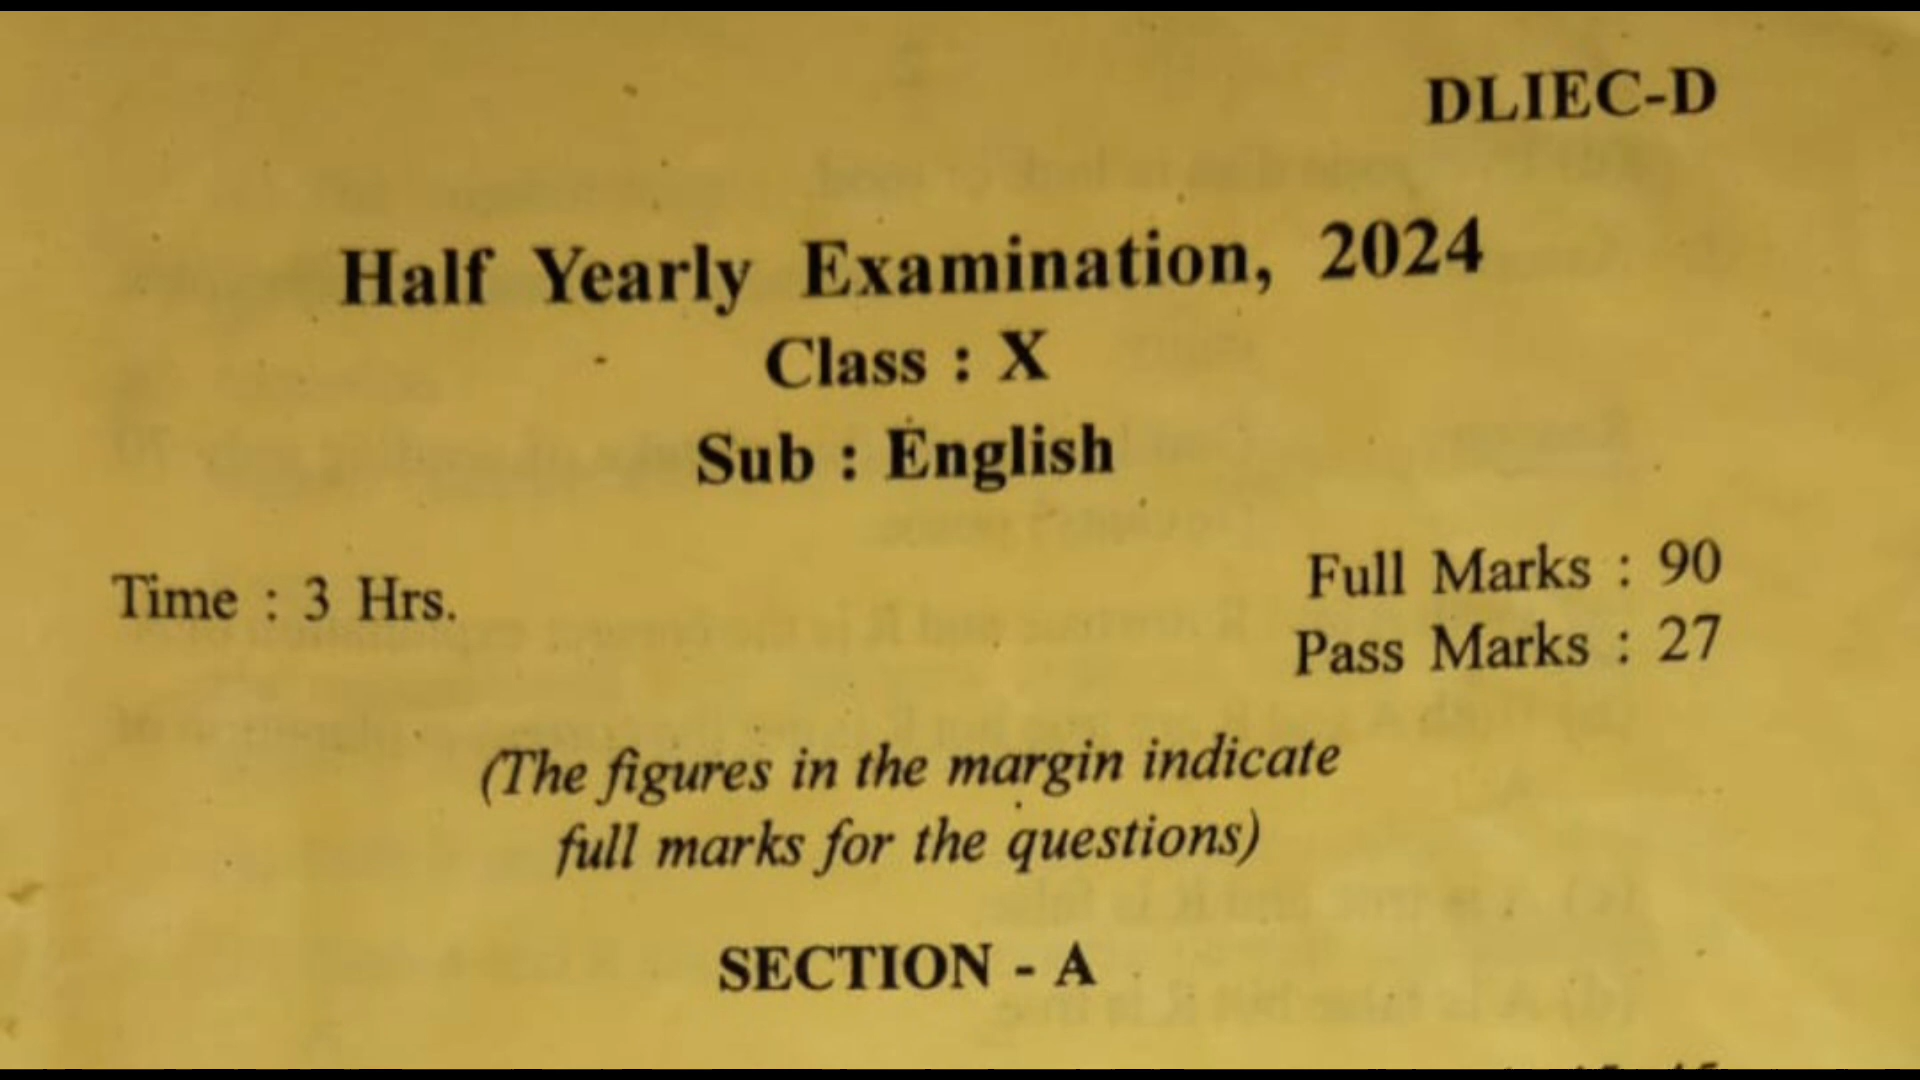 DLIEC-D
Half Yearly Examination, 2024
Class : X
Sub : English
Time : 3 Hrs.
Full Marks : 90
Pass Marks : 27
(The figures in the margin indicate
full marks for the questions)
SECTION - A